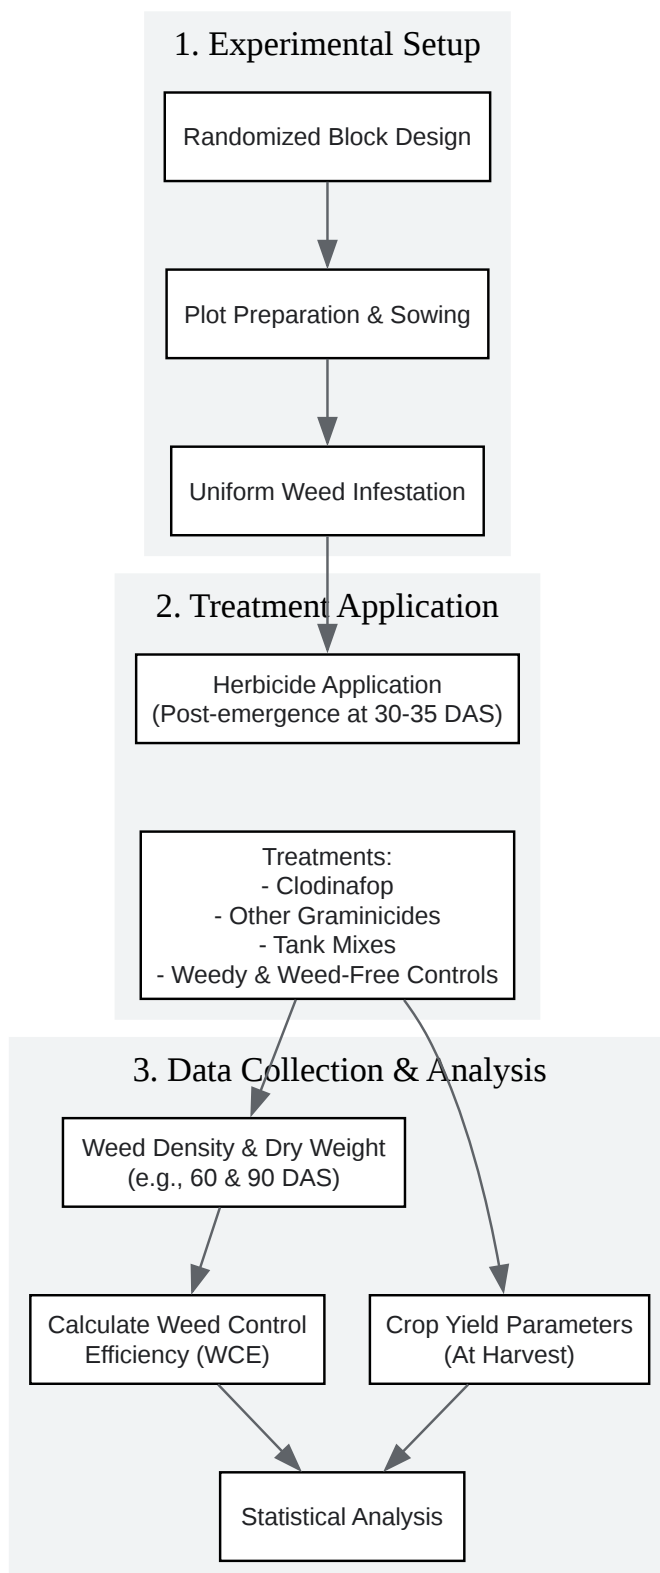 1. Experimental Setup
Randomized Block Design
Plot Preparation & Sowing
Uniform Weed Infestation
2. Treatment Application
Herbicide Application
(Post-emergence at 30-35 DAS)
Treatments:
- Clodinafop
- Other Graminicides
- Tank Mixes
- Weedy & Weed-Free Controls
3. Data Collection & Analysis
Weed Density & Dry Weight
(e.g., 60 & 90 DAS)
Calculate Weed Control
Efficiency (WCE)
Crop Yield Parameters
(At Harvest)
Statistical Analysis